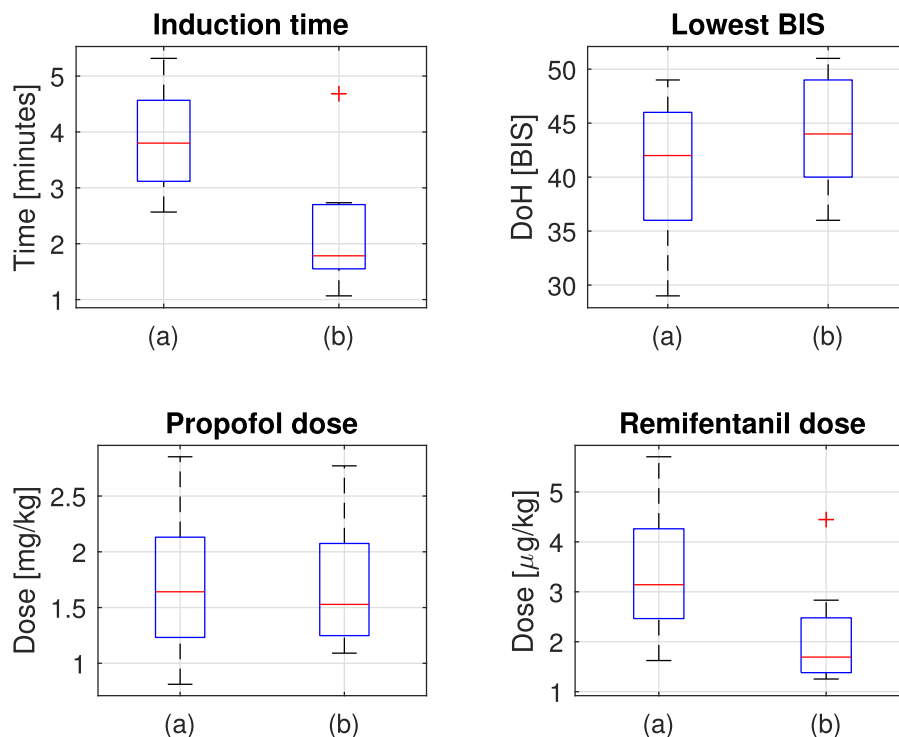 Induction time
Time [minutes]
5
4
3
2
1
(a)
(b)
Lowest BIS
DoH [BIS]
50
45
40
35
30
(a)
(b)
Propofol dose
Dose [mg/kg]
2.5
2
1.5
1
(a)
(b)
Remifentanil dose
Dose [μg/kg]
5
4
3
2
1
(a)
(b)